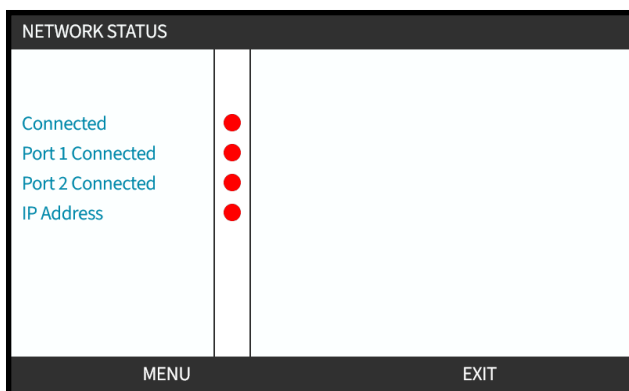 NETWORK STATUS
Connected
Port 1 Connected
Port 2 Connected
IP Address
MENU EXIT